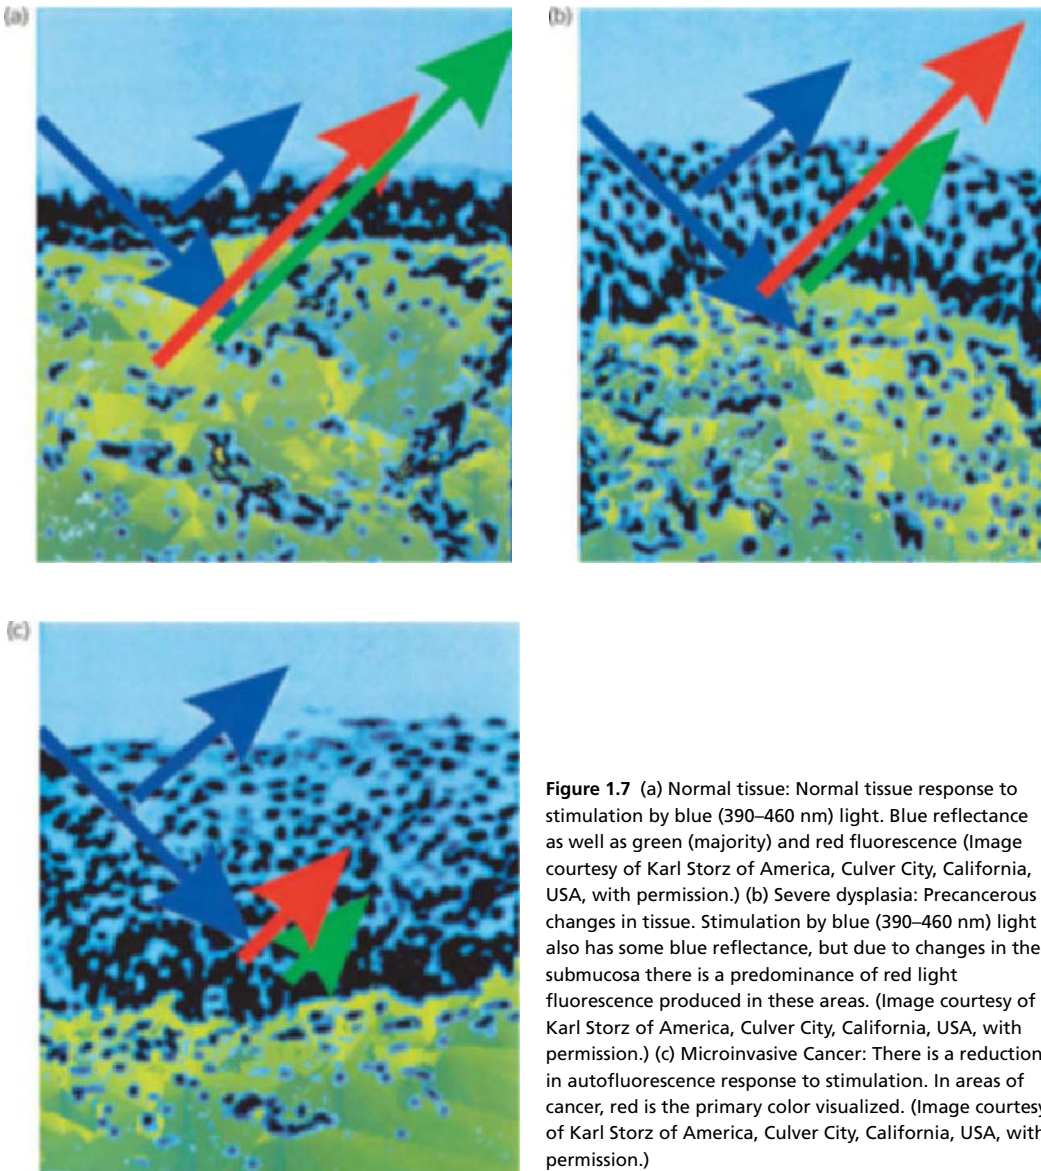 (a)
(b)
(c)
Figure 1.7 (a) Normal tissue: Normal tissue response to
stimulation by blue (390–460 nm) light. Blue reflectance
as well as green (majority) and red fluorescence (Image
courtesy of Karl Storz of America, Culver City, California,
USA, with permission.) (b) Severe dysplasia: Precancerous
changes in tissue. Stimulation by blue (390–460 nm) light
also has some blue reflectance, but due to changes in the
submucosa there is a predominance of red light
fluorescence produced in these areas. (Image courtesy of
Karl Storz of America, Culver City, California, USA, with
permission.) (c) Microinvasive Cancer: There is a reduction
in autofluorescence response to stimulation. In areas of
cancer, red is the primary color visualized. (Image courtesy
of Karl Storz of America, Culver City, California, USA, with
permission.)